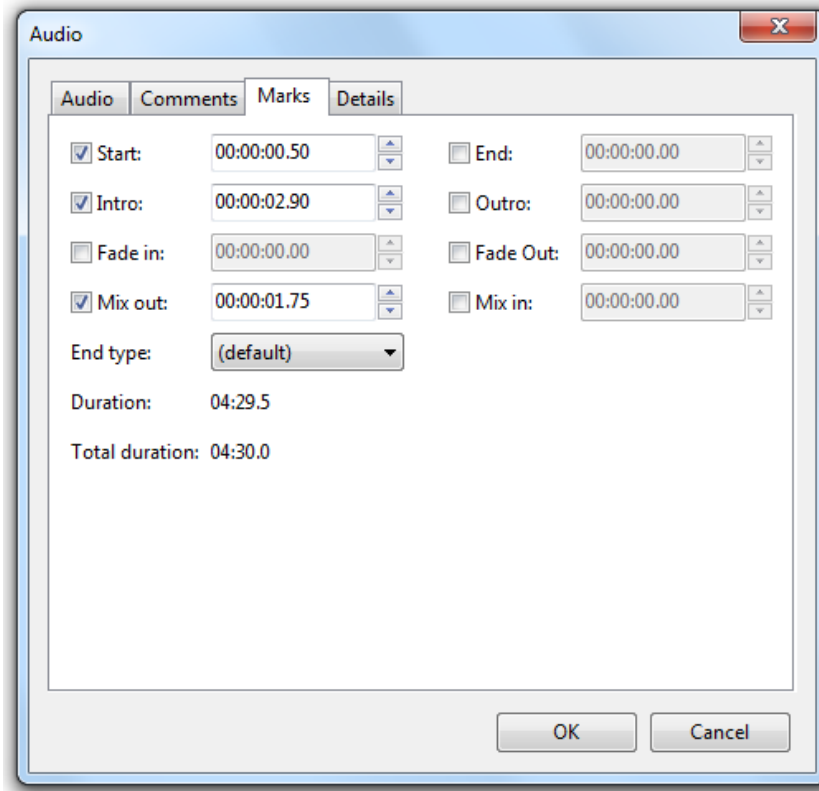 Audio
Audio Comments Marks Details
Start: 00:00:00.50 End: 00:00:00.00
Intro: 00:00:02.90 Outro: 00:00:00.00
Fade in: 00:00:00.00 Fade Out: 00:00:00.00
Mix out: 00:00:01.75 Mix in: 00:00:00.00
End type: (default)
Duration: 04:29.5
Total duration: 04:30.0
OK Cancel